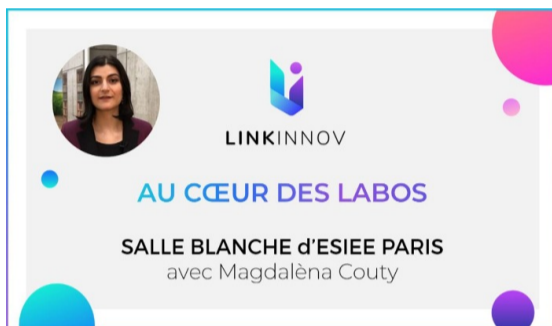 LINKINNOV
AU CŒUR DES LABOS
SALLE BLANCHE d'ESIEE PARIS
avec Magdalèna Couty